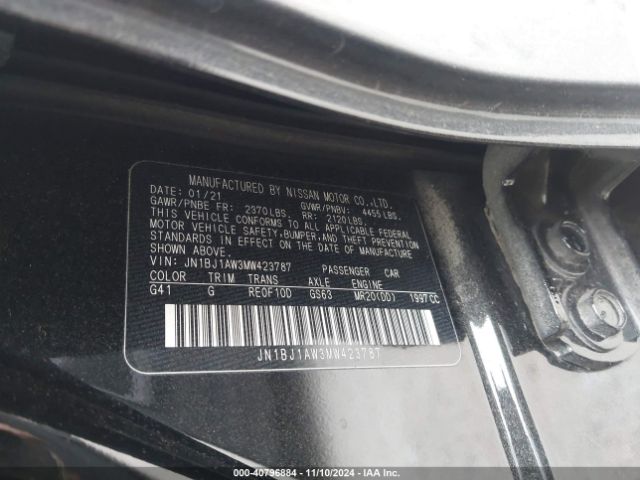 MANUFACTURED BY NISSAN MOTOR CO.,LTD.
DATE: 01/21 GVWR/PNBV: 4455 LBS.
GAWR/PNBE FR: 2370LBS, RR: 2120LBS,
THIS VEHICLE CONFORMS TO ALL APPLICABLE FEDERAL
MOTOR VEHICLE SAFETY,BUMPER,AND THEFT PREVENTION
STANDARDS IN EFFECT ON THE DATE OF MANUFACTURE
SHOWN ABOVE.
VIN: JN1BJ1AW3MW423787 PASSENGER CAR
COLOR TRIM TRANS AXLE ENGINE
G41 G RE0F10D GS63 MR20(DD) 1997CC
JN1BJ1AW3MW423787
000-40796884 — 11/10/2024 — IAA Inc.